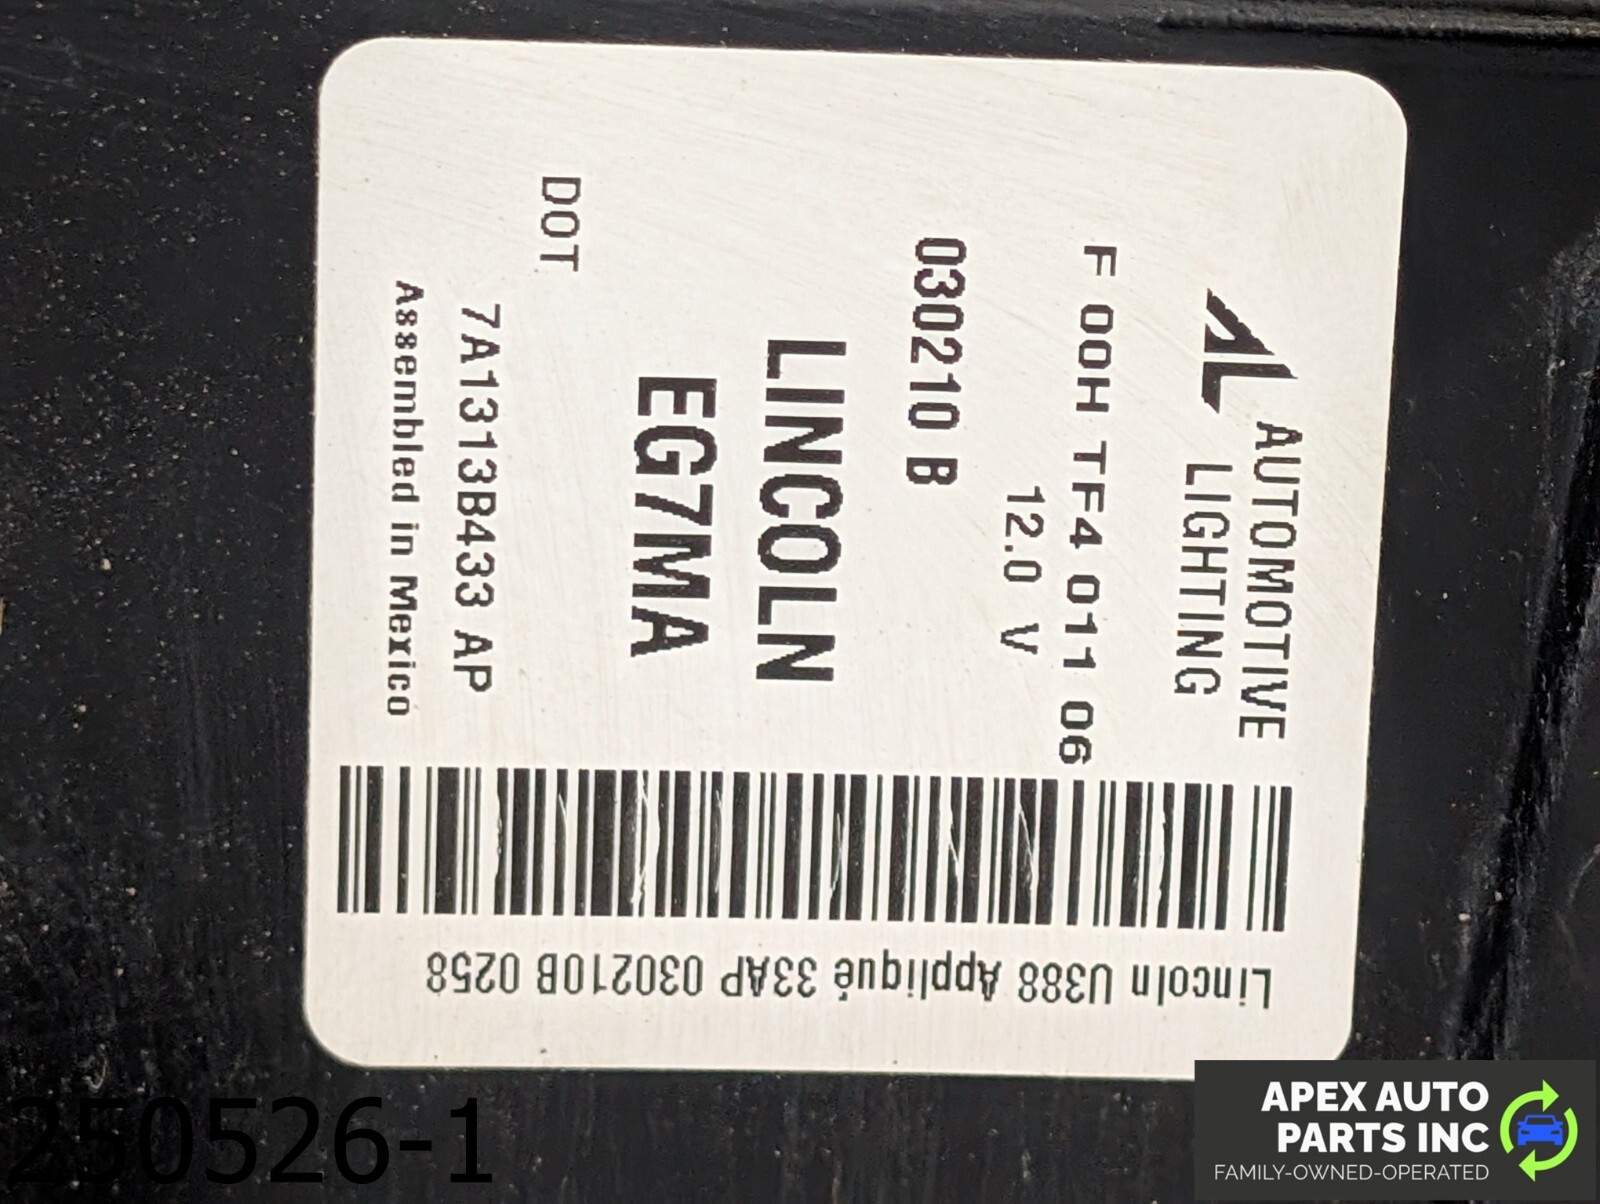 AL AUTOMOTIVE
LIGHTING
F 00H TF4 011 06
12.0 V
030210 B
LINCOLN
EG7MA
DOT
7A1313B433 AP
Assembled in Mexico
Lincoln U388 Appliqué 33AP 030210B 0258
250526-1
APEX AUTO
PARTS INC
FAMILY-OWNED-OPERATED